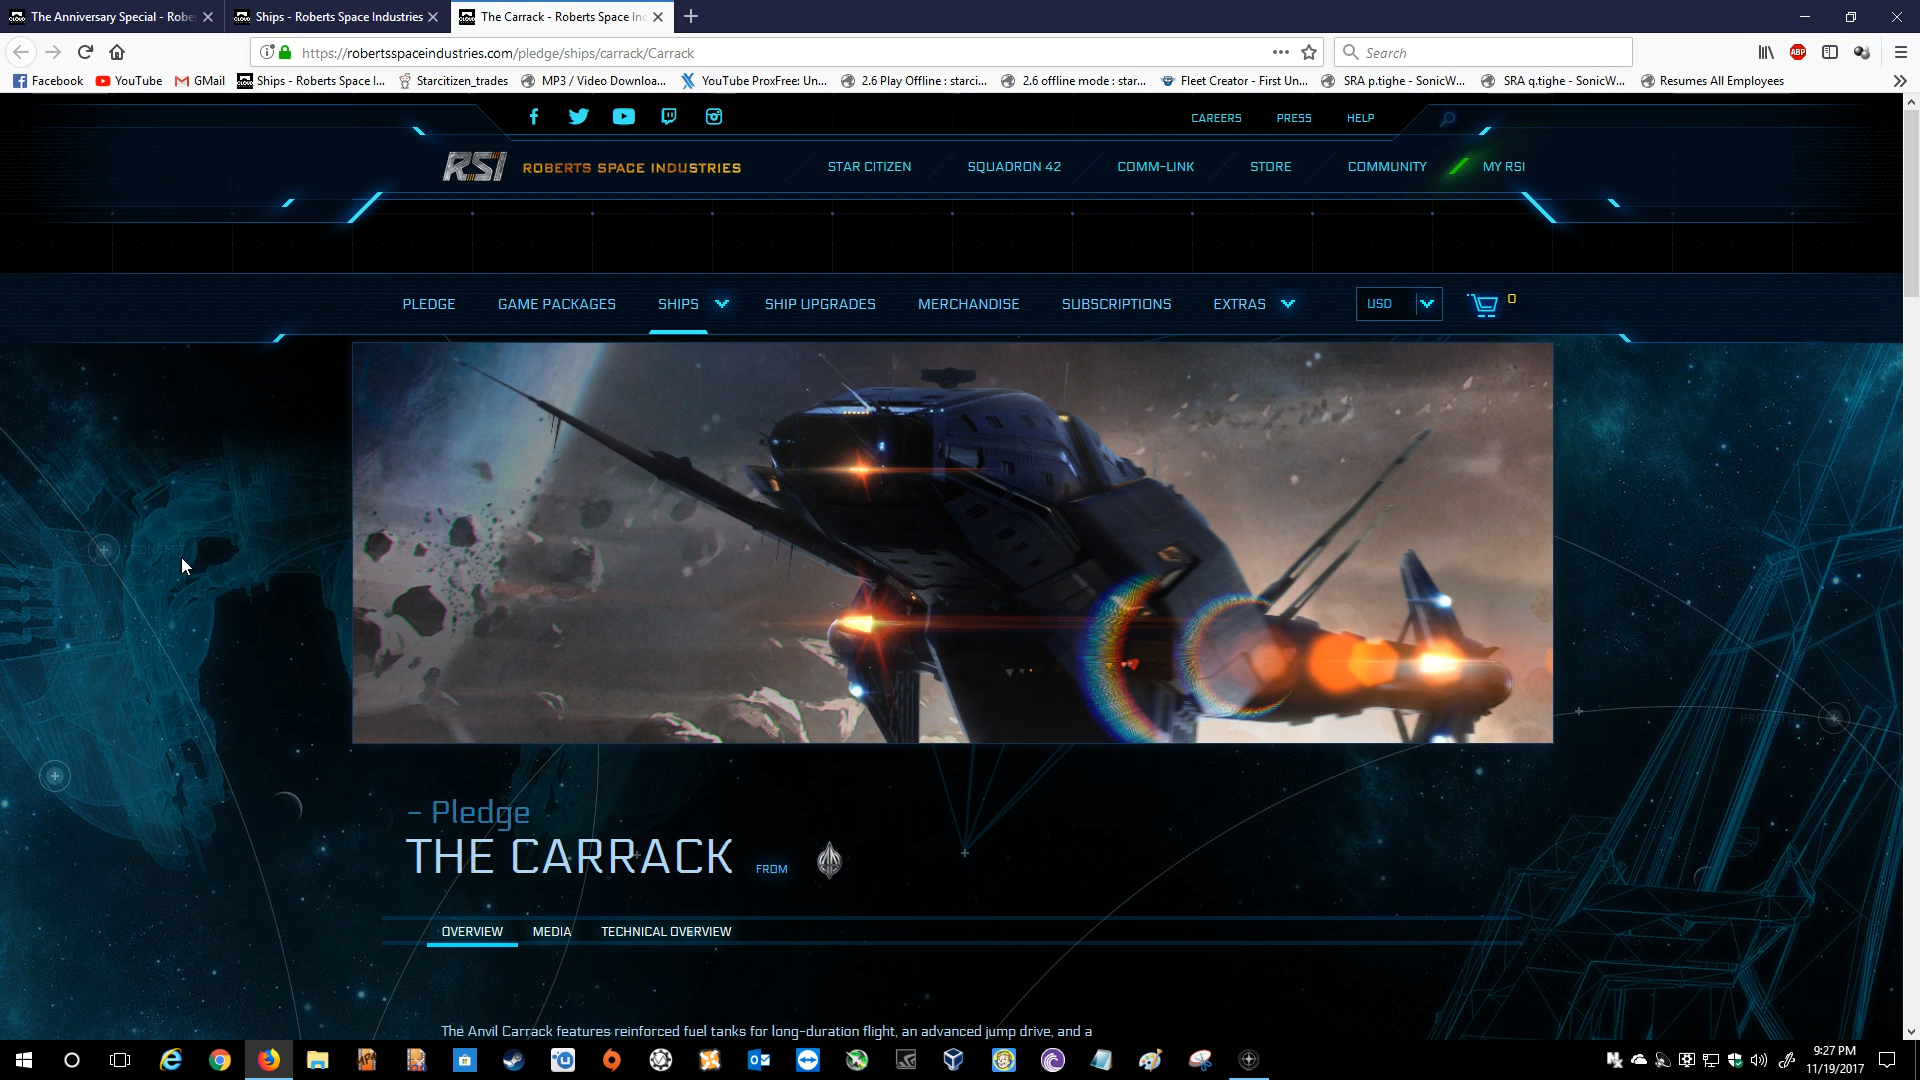 The Anniversary Special - Robe
Ships - Roberts Space Industries
The Carrack - Roberts Space Ind
https://robertsspaceindustries.com/pledge/ships/carrack/Carrack
Search
Facebook
YouTube
GMail
Ships - Roberts Space I...
Starcitizen_trades
MP3 / Video Downloa...
YouTube ProxFree: Un...
2.6 Play Offline : starci...
2.6 offline mode : star...
Fleet Creator - First Un...
SRA p.tighe - SonicW...
SRA q.tighe - SonicW...
Resumes All Employees
CAREERS
PRESS
HELP
RSI
ROBERTS SPACE INDUSTRIES
STAR CITIZEN
SQUADRON 42
COMM-LINK
STORE
COMMUNITY
MY RSI
PLEDGE
GAME PACKAGES
SHIPS
SHIP UPGRADES
MERCHANDISE
SUBSCRIPTIONS
EXTRAS
USD
0
- Pledge
THE CARRACK
FROM
OVERVIEW
MEDIA
TECHNICAL OVERVIEW
The Anvil Carrack features reinforced fuel tanks for long-duration flight, an advanced jump drive, and a
9:27 PM
11/19/2017